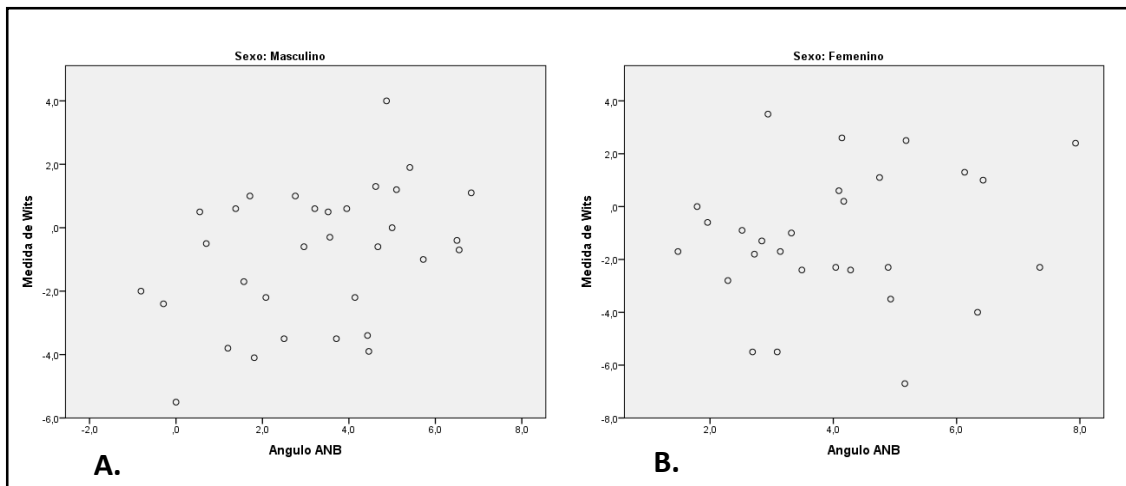 Sexo: Masculino
4,0
2,0
,0
-2,0
-4,0
-6,0
Medida de Wits
-2,0 ,0 2,0 4,0 6,0 8,0
Angulo ANB
A.
Sexo: Femenino
4,0
2,0
,0
-2,0
-4,0
-6,0
-8,0
Medida de Wits
2,0 4,0 6,0 8,0
Angulo ANB
B.